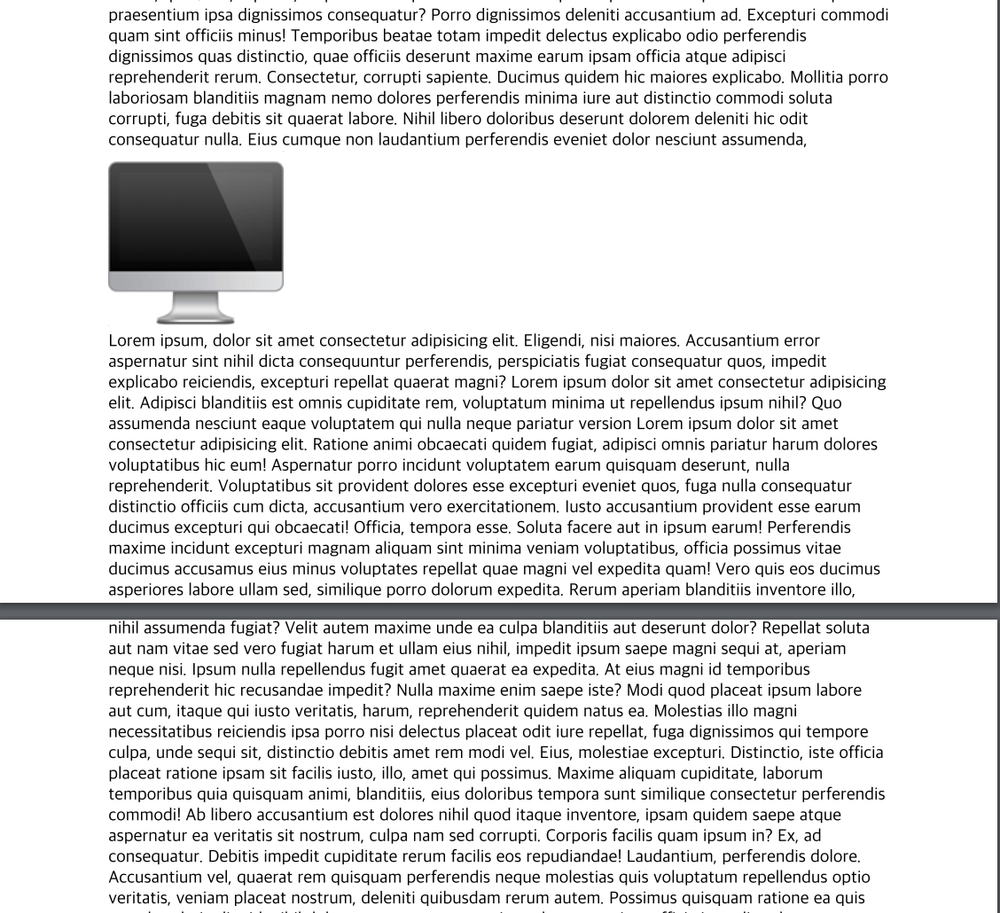 praesentium ipsa dignissimos consequatur? Porro dignissimos deleniti accusantium ad. Excepturi commodi
quam sint officiis minus! Temporibus beatae totam impedit delectus explicabo odio perferendis
dignissimos quas distinctio, quae officiis deserunt maxime earum ipsam officia atque adipisci
reprehenderit rerum. Consectetur, corrupti sapiente. Ducimus quidem hic maiores explicabo. Mollitia porro
laboriosam blanditiis magnam nemo dolores perferendis minima iure aut distinctio commodi soluta
corrupti, fuga debitis sit quaerat labore. Nihil libero doloribus deserunt dolorem deleniti hic odit
consequatur nulla. Eius cumque non laudantium perferendis eveniet dolor nesciunt assumenda,
Lorem ipsum, dolor sit amet consectetur adipisicing elit. Eligendi, nisi maiores. Accusantium error
aspernatur sint nihil dicta consequuntur perferendis, perspiciatis fugiat consequatur quos, impedit
explicabo reiciendis, excepturi repellat quaerat magni? Lorem ipsum dolor sit amet consectetur adipisicing
elit. Adipisci blanditiis est omnis cupiditate rem, voluptatum minima ut repellendus ipsum nihil? Quo
assumenda nesciunt eaque voluptatem qui nulla neque pariatur version Lorem ipsum dolor sit amet
consectetur adipisicing elit. Ratione animi obcaecati quidem fugiat, adipisci omnis pariatur harum dolores
voluptatibus hic eum! Aspernatur porro incidunt voluptatem earum quisquam deserunt, nulla
reprehenderit. Voluptatibus sit provident dolores esse excepturi eveniet quos, fuga nulla consequatur
distinctio officiis cum dicta, accusantium vero exercitationem. Iusto accusantium provident esse earum
ducimus excepturi qui obcaecati! Officia, tempora esse. Soluta facere aut in ipsum earum! Perferendis
maxime incidunt excepturi magnam aliquam sint minima veniam voluptatibus, officia possimus vitae
ducimus accusamus eius minus voluptates repellat quae magni vel expedita quam! Vero quis eos ducimus
asperiores labore ullam sed, similique porro dolorum expedita. Rerum aperiam blanditiis inventore illo,
nihil assumenda fugiat? Velit autem maxime unde ea culpa blanditiis aut deserunt dolor? Repellat soluta
aut nam vitae sed vero fugiat harum et ullam eius nihil, impedit ipsum saepe magni sequi at, aperiam
neque nisi. Ipsum nulla repellendus fugit amet quaerat ea expedita. At eius magni id temporibus
reprehenderit hic recusandae impedit? Nulla maxime enim saepe iste? Modi quod placeat ipsum labore
aut cum, itaque qui iusto veritatis, harum, reprehenderit quidem natus ea. Molestias illo magni
necessitatibus reiciendis ipsa porro nisi delectus placeat odit iure repellat, fuga dignissimos qui tempore
culpa, unde sequi sit, distinctio debitis amet rem modi vel. Eius, molestiae excepturi. Distinctio, iste officia
placeat ratione ipsam sit facilis iusto, illo, amet qui possimus. Maxime aliquam cupiditate, laborum
temporibus quia quisquam animi, blanditiis, eius doloribus tempora sunt similique consectetur perferendis
commodi! Ab libero accusantium est dolores nihil quod itaque inventore, ipsam quidem saepe atque
aspernatur ea veritatis sit nostrum, culpa nam sed corrupti. Corporis facilis quam ipsum in? Ex, ad
consequatur. Debitis impedit cupiditate rerum facilis eos repudiandae! Laudantium, perferendis dolore.
Accusantium vel, quaerat rem quisquam perferendis neque molestias quis voluptatum repellendus optio
veritatis, veniam placeat nostrum, deleniti quibusdam rerum autem. Possimus quisquam ratione ea quis